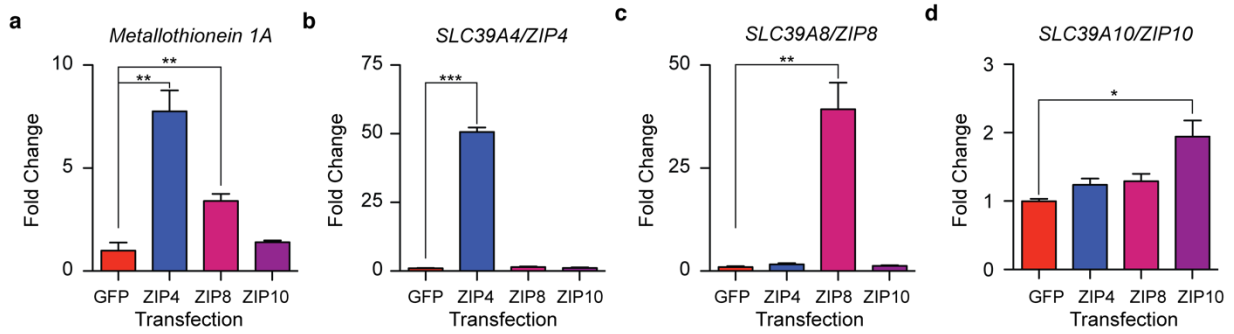 a
Metallothionein 1A
Fold Change
10
5
0
**
**
GFP ZIP4 ZIP8 ZIP10
Transfection
b
SLC39A4/ZIP4
Fold Change
75
50
25
0
***
GFP ZIP4 ZIP8 ZIP10
Transfection
c
SLC39A8/ZIP8
Fold Change
50
25
0
**
GFP ZIP4 ZIP8 ZIP10
Transfection
d
SLC39A10/ZIP10
Fold Change
3
2
1
0
*
GFP ZIP4 ZIP8 ZIP10
Transfection